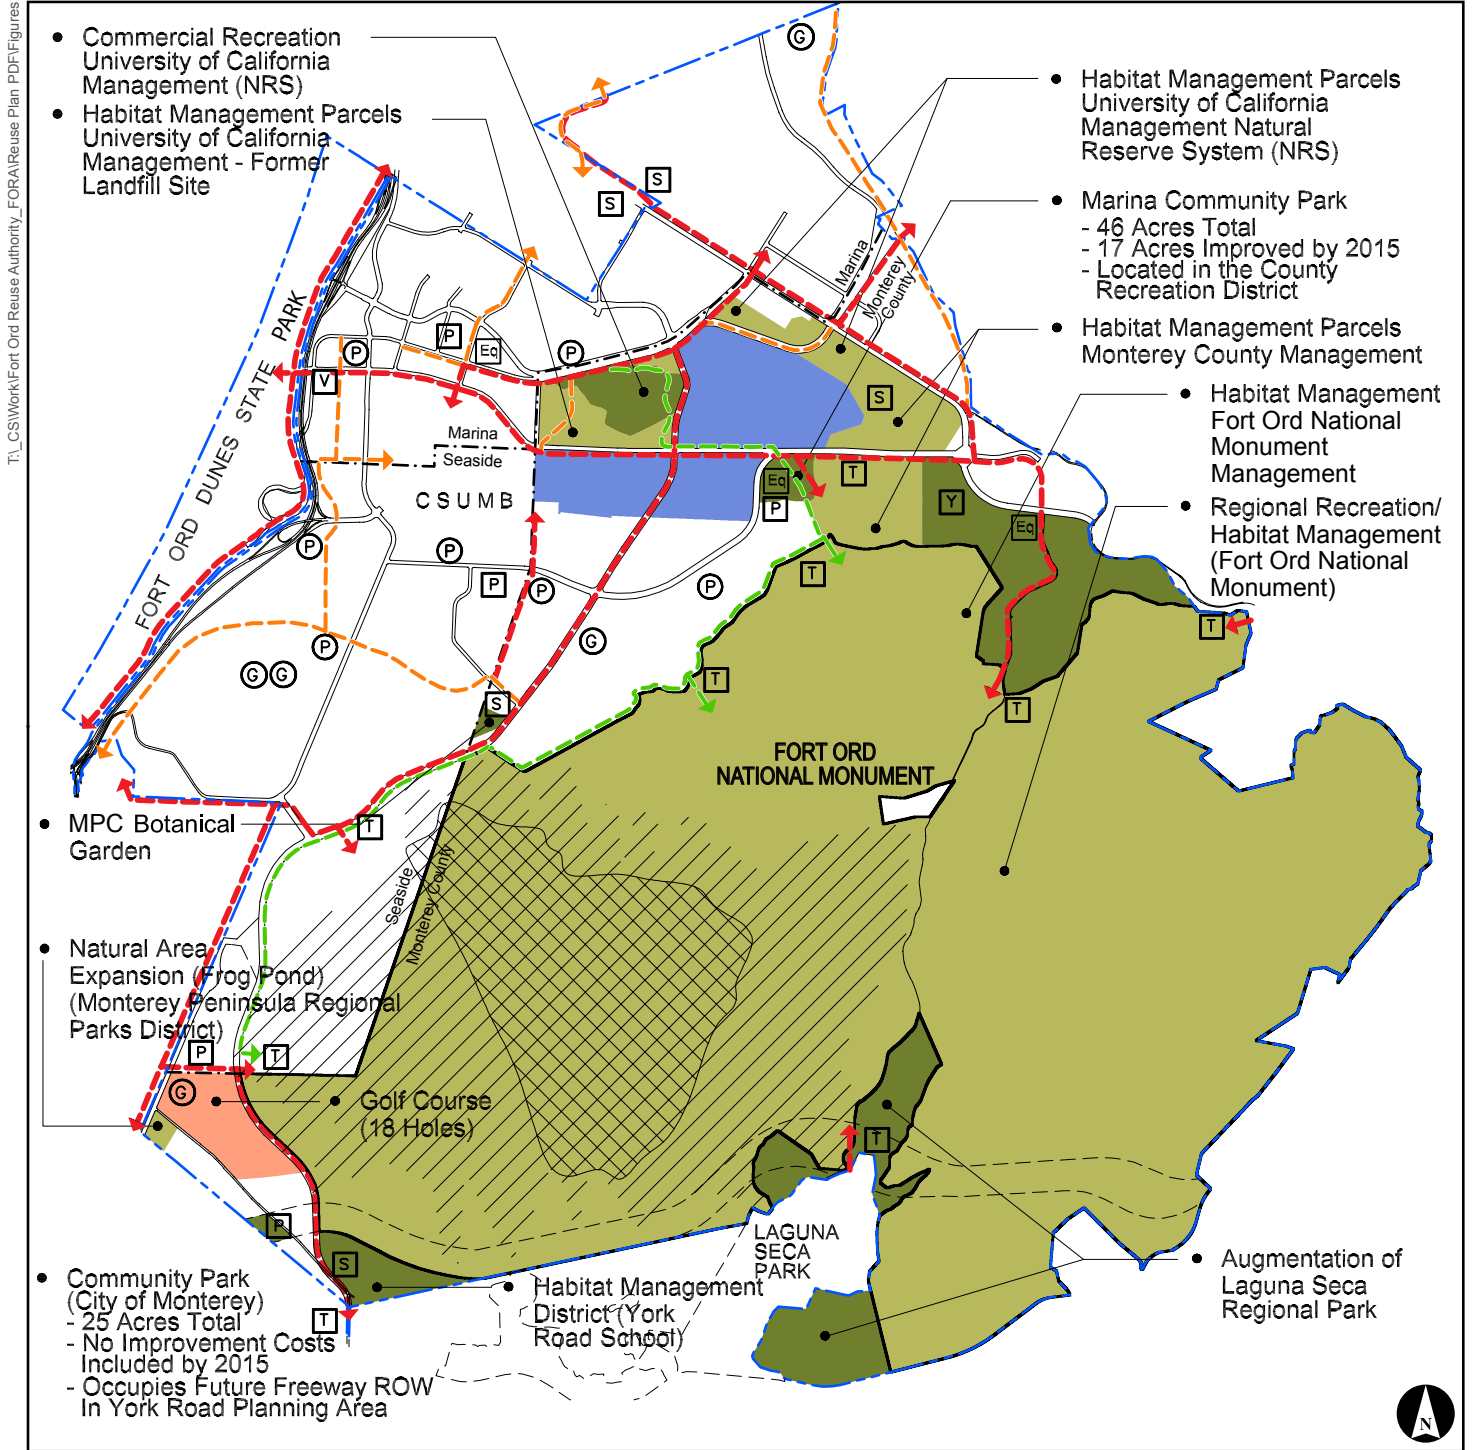 T:\_CS\Work\Fort Ord Reuse Authority_FORA\Reuse Plan PDF\Figures
Commercial Recreation
University of California
Management (NRS)
Habitat Management Parcels
University of California
Management - Former
Landfill Site
Habitat Management Parcels
University of California
Management Natural
Reserve System (NRS)
Marina Community Park
- 46 Acres Total
- 17 Acres Improved by 2015
- Located in the County
Recreation District
Habitat Management Parcels
Monterey County Management
Habitat Management
Fort Ord National
Monument
Management
Regional Recreation/
Habitat Management
(Fort Ord National
Monument)
G
S
S
Marina
Monterey
County
FORT ORD DUNES STATE PARK
P
P
Eq
P
V
S
Marina
Seaside
CSUMB
Eq
T
P
Y
Eq
P
P
P
P
P
T
G
T
P
G G
T
S
T
FORT ORD
NATIONAL MONUMENT
MPC Botanical
Garden
T
Seaside
Monterey County
Natural Area
Expansion (Frog Pond)
(Monterey Peninsula Regional
Parks District)
P
T
G
Golf Course
(18 Holes)
T
P
S
LAGUNA
SECA
PARK
Augmentation of
Laguna Seca
Regional Park
Community Park
(City of Monterey)
- 25 Acres Total
- No Improvement Costs
Included by 2015
- Occupies Future Freeway ROW
In York Road Planning Area
T
Habitat Management
District (York
Road School)
N